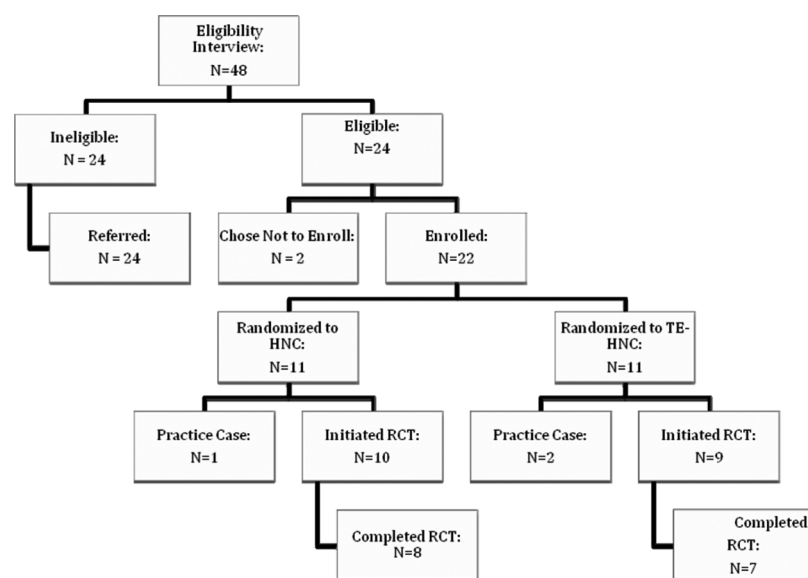 Eligibility
Interview:
N=48
Ineligible:
N = 24
Eligible:
N=24
Referred:
N = 24
Chose Not to Enroll:
N = 2
Enrolled:
N=22
Randomized to
HNC:
N=11
Randomized to TE-
HNC:
N=11
Practice Case:
N=1
Initiated RCT:
N=10
Practice Case:
N=2
Initiated RCT:
N=9
Completed RCT:
N=8
Completed
RCT:
N=7